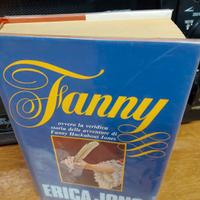 Fanny
ovvero la veridica
storia delle avventure di
Fanny Hackabout Jones
ERICA JONG